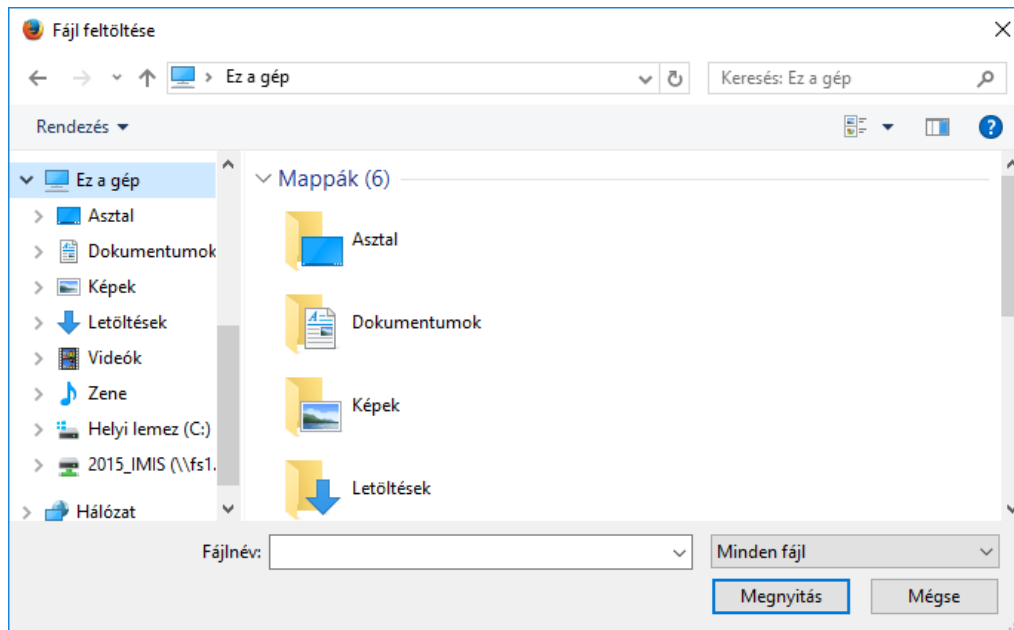 Fájl feltöltése
Ez a gép
Keresés: Ez a gép
Rendezés
Ez a gép
Asztal
Dokumentumok
Képek
Letöltések
Videók
Zene
Helyi lemez (C:)
2015_IMIS (\\fs1.
Hálózat
Mappák (6)
Asztal
Dokumentumok
Képek
Letöltések
Fájlnév:
Minden fájl
Megnyitás
Mégse